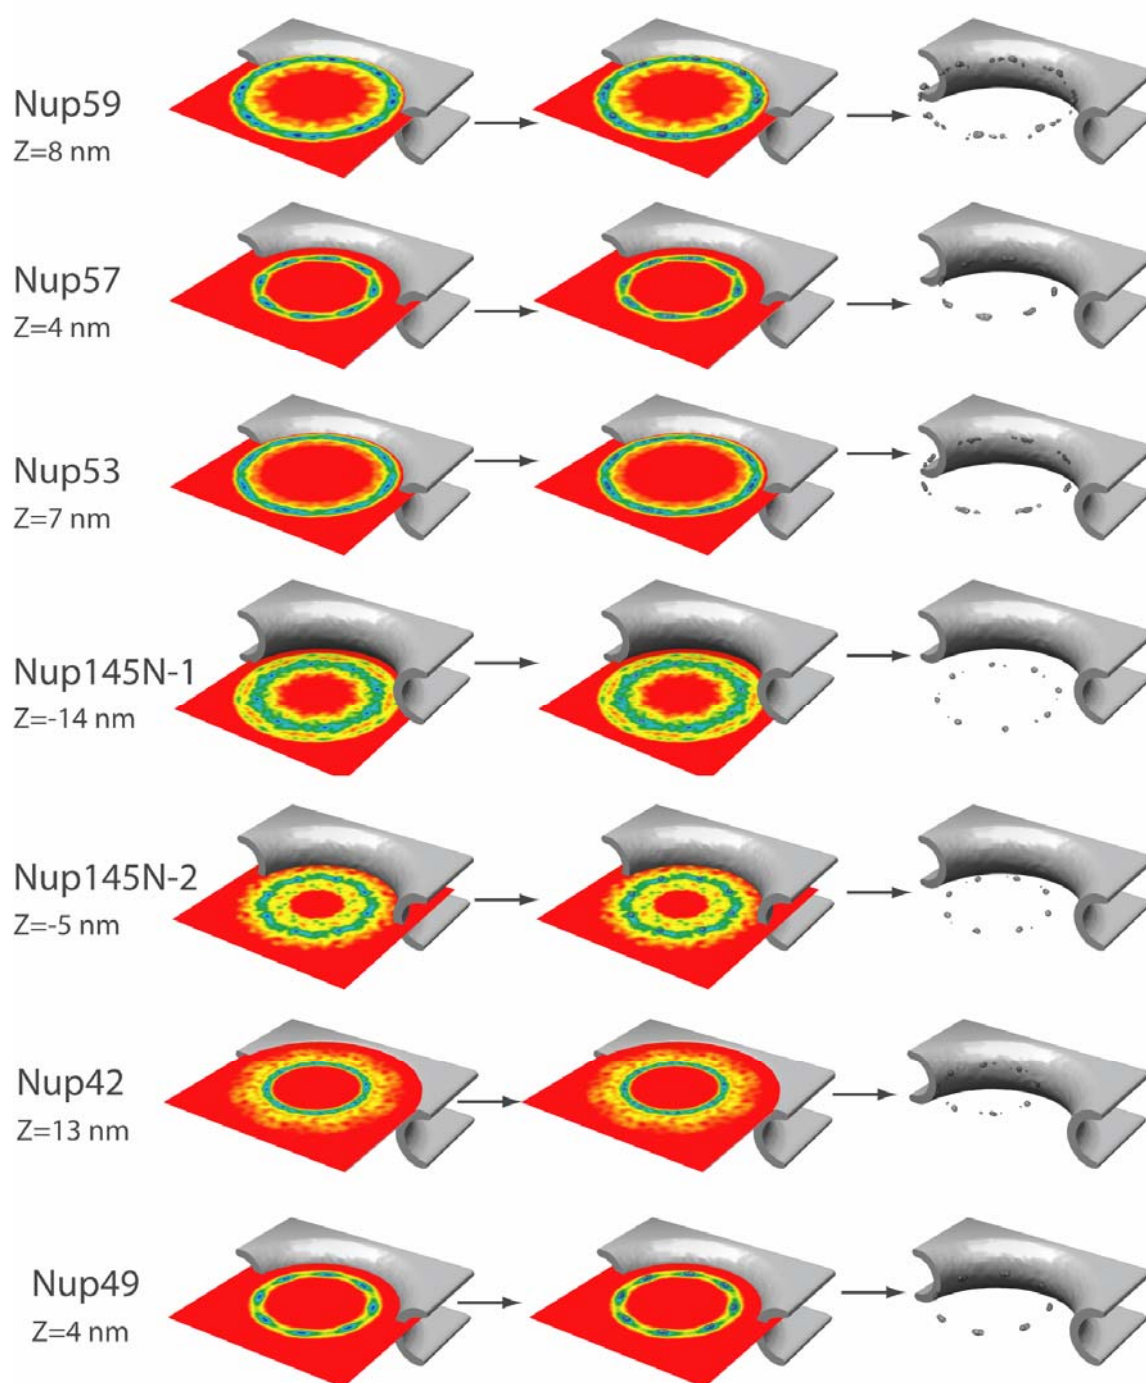 Nup59
Z=8 nm
Nup57
Z=4 nm
Nup53
Z=7 nm
Nup145N-1
Z=-14 nm
Nup145N-2
Z=-5 nm
Nup42
Z=13 nm
Nup49
Z=4 nm